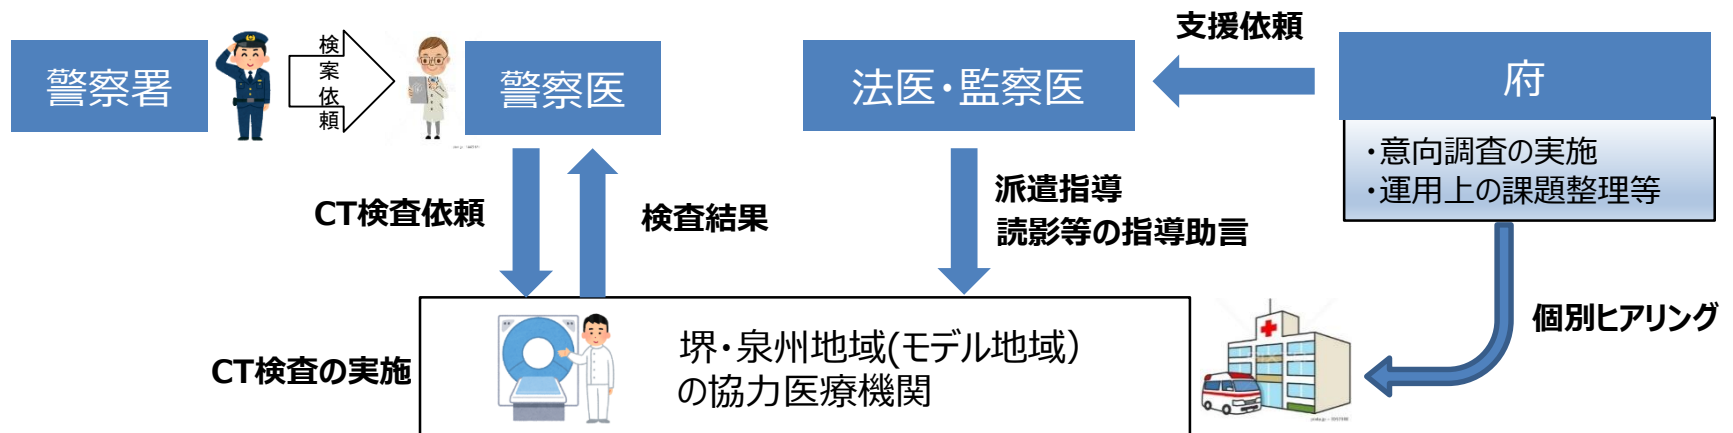 支援依頼
警察署
検案依頼
警察医
法医・監察医
府
・意向調査の実施
・運用上の課題整理等
CT検査依頼
検査結果
派遣指導
読影等の指導助言
個別ヒアリング
CT検査の実施
堺・泉州地域(モデル地域）
の協力医療機関